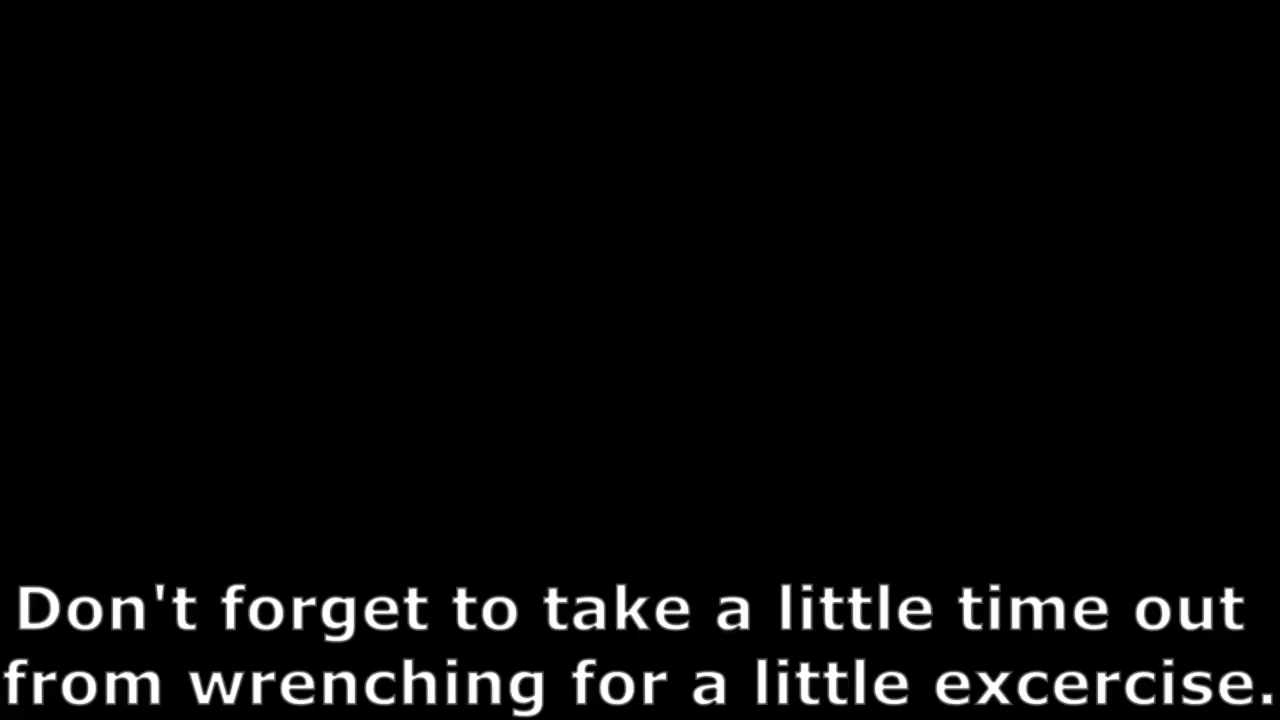 Don't forget to take a little time out
from wrenching for a little excercise.